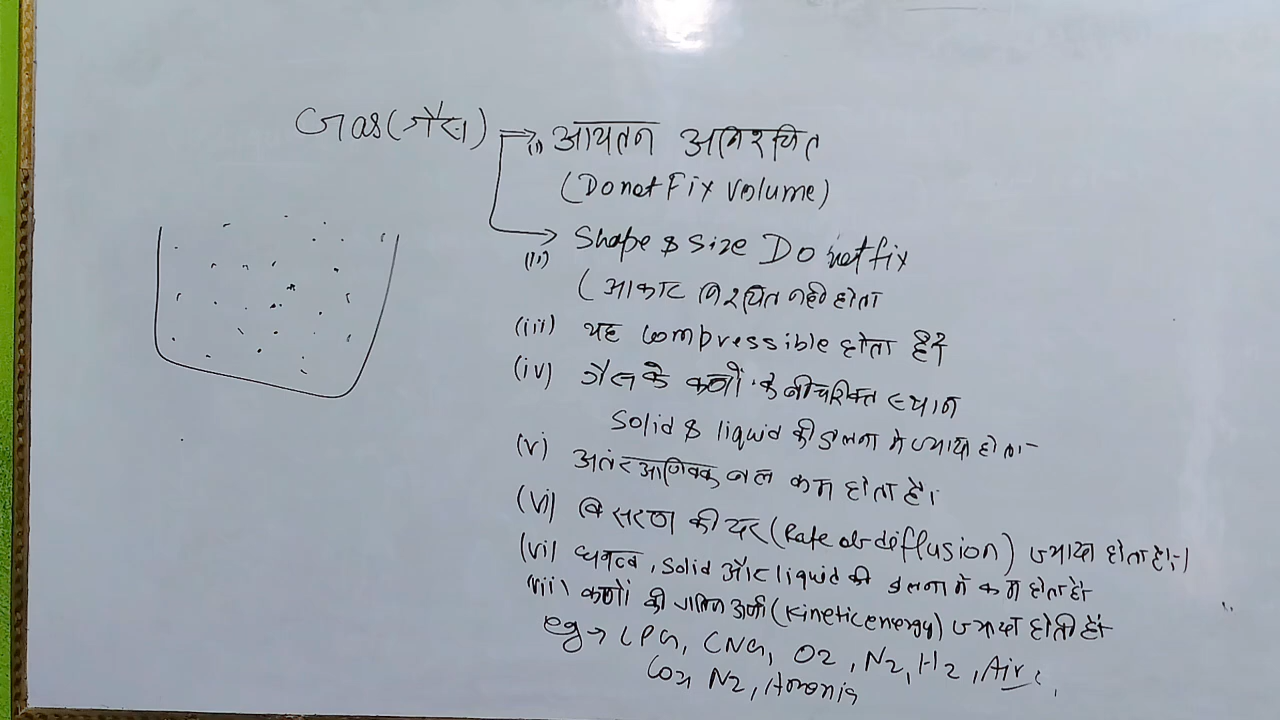 Gas (गैस) ⇒ (i) आयतन अनिश्चित
(Do not Fix Volume)
(ii) Shape & Size Do not fix
(आकार निश्चित नही होता
(iii) यह Compressible होता है
(iv) गैस के कणों के बीच रिक्त स्थान
Solid & liquid की तुलना मे ज्यादा होता
(v) अतंर आणविक बल कम होता है।
(vi) विसरण की दर (Rate of diffusion) ज्यादा होता है।
(vii) घनत्व, Solid और liquid की तुलना मे कम होता है
(viii) कणों की गतिज ऊर्जा (Kinetic energy) ज्यादा होती है
eg → LPG, CNG, O2, N2, H2, Air,
CO2 N2,